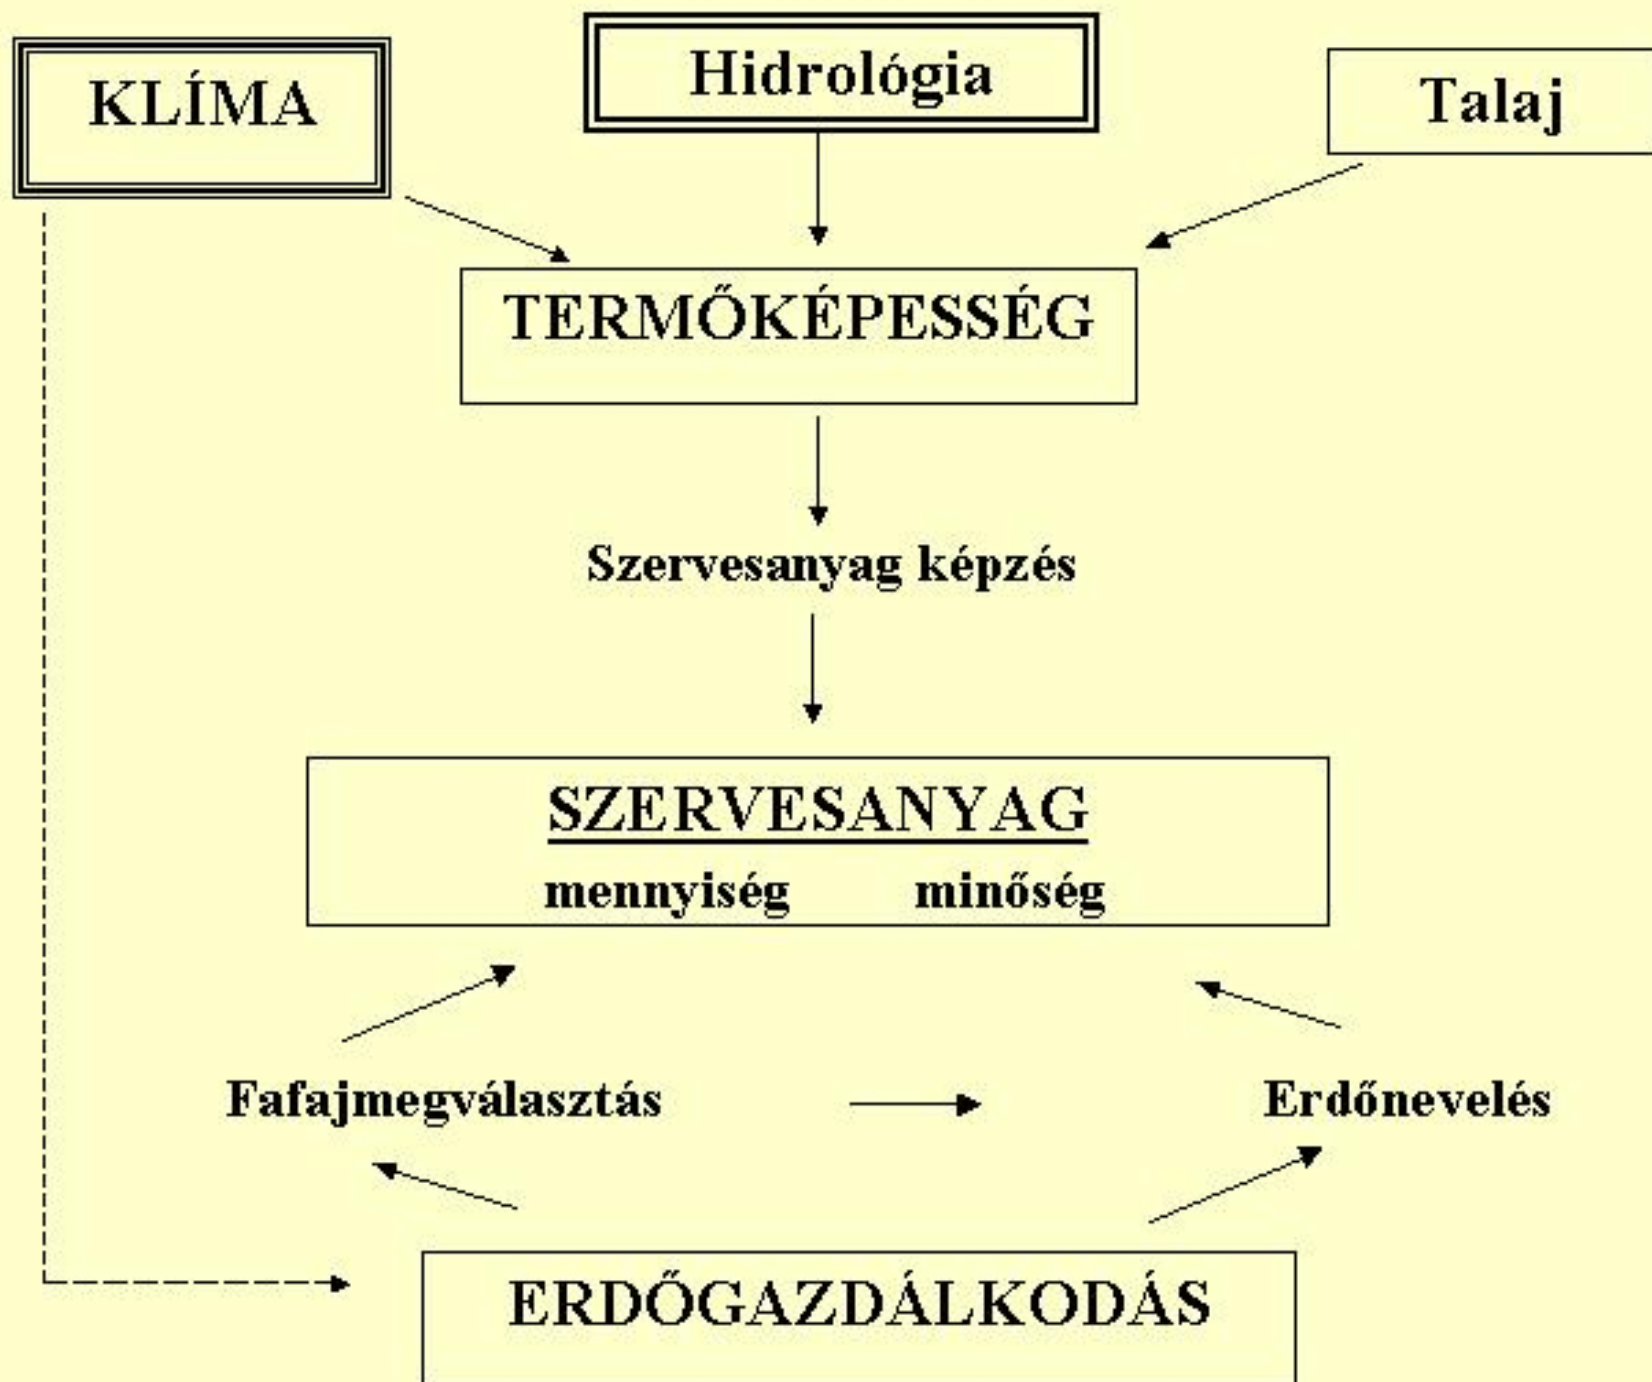 KLÍMA
Hidrológia
Talaj
TERMŐKÉPESSÉG
Szervesanyag képzés
SZERVESANYAG
mennyiség minőség
Fafajmegválasztás
Erdőnevelés
ERDŐGAZDÁLKODÁS